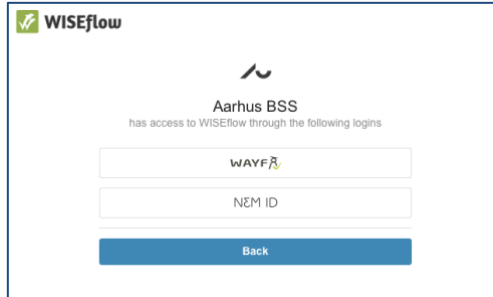 WISEflow
Aarhus BSS
has access to WISEflow through the following logins
WAYF
NEM ID
Back